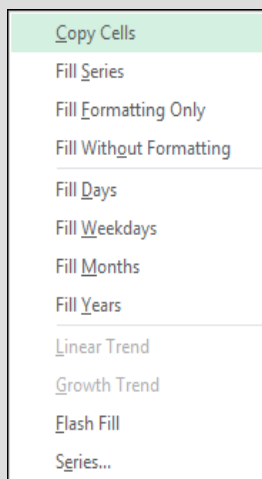 Copy Cells
Fill Series
Fill Formatting Only
Fill Without Formatting
Fill Days
Fill Weekdays
Fill Months
Fill Years
Linear Trend
Growth Trend
Flash Fill
Series...